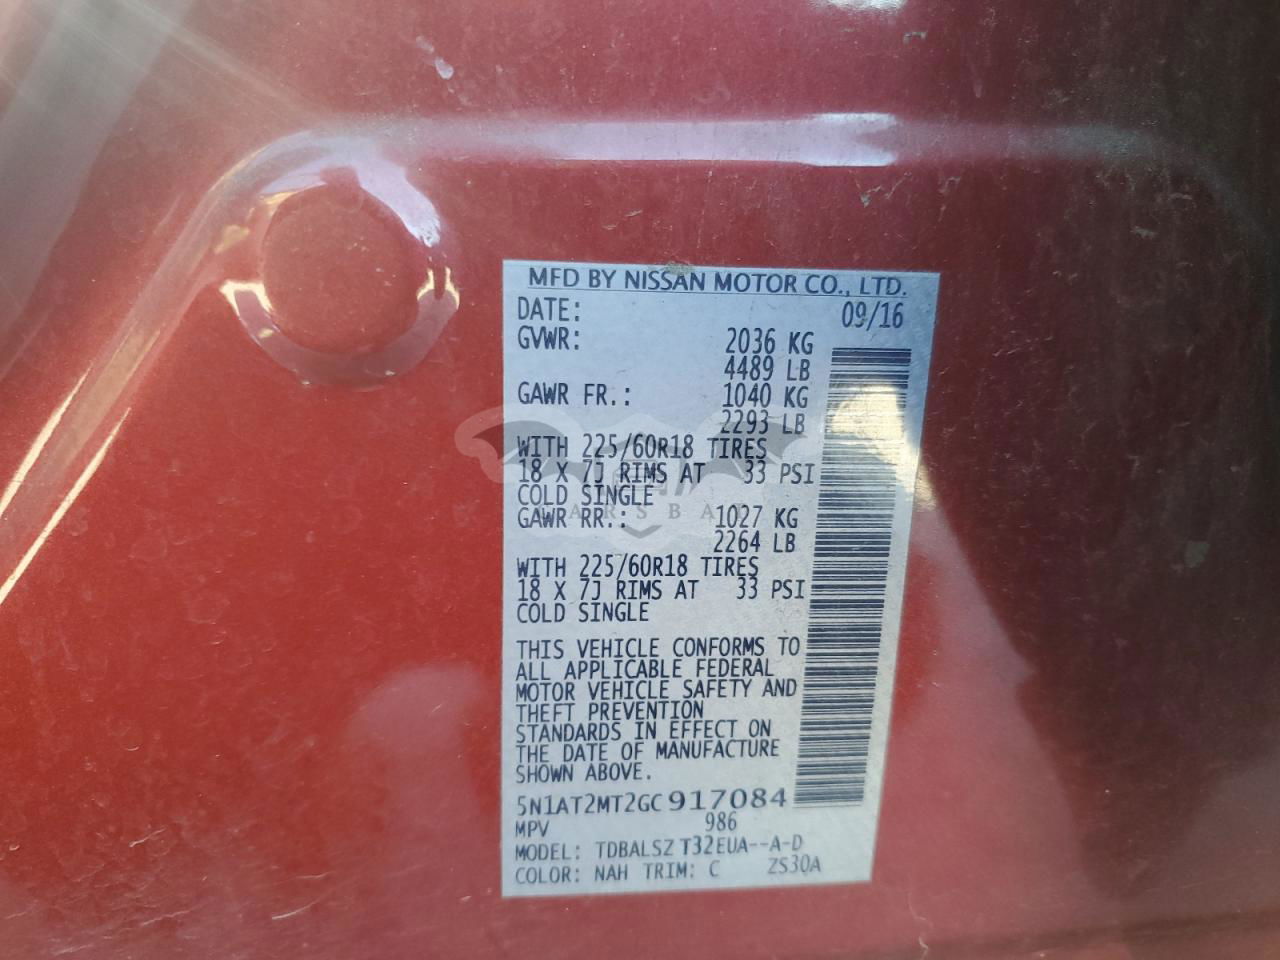 MFD BY NISSAN MOTOR CO., LTD.
DATE: 09/16
GVWR: 2036 KG
4489 LB
GAWR FR.: 1040 KG
2293 LB
WITH 225/60R18 TIRES
18 X 7J RIMS AT 33 PSI
COLD SINGLE
GAWR RR.: 1027 KG
2264 LB
WITH 225/60R18 TIRES
18 X 7J RIMS AT 33 PSI
COLD SINGLE
THIS VEHICLE CONFORMS TO
ALL APPLICABLE FEDERAL
MOTOR VEHICLE SAFETY AND
THEFT PREVENTION
STANDARDS IN EFFECT ON
THE DATE OF MANUFACTURE
SHOWN ABOVE.
5N1AT2MT2GC917084
MPV 986
MODEL: TDBALSZ T32EUA--A-D
COLOR: NAH TRIM: C ZS30A